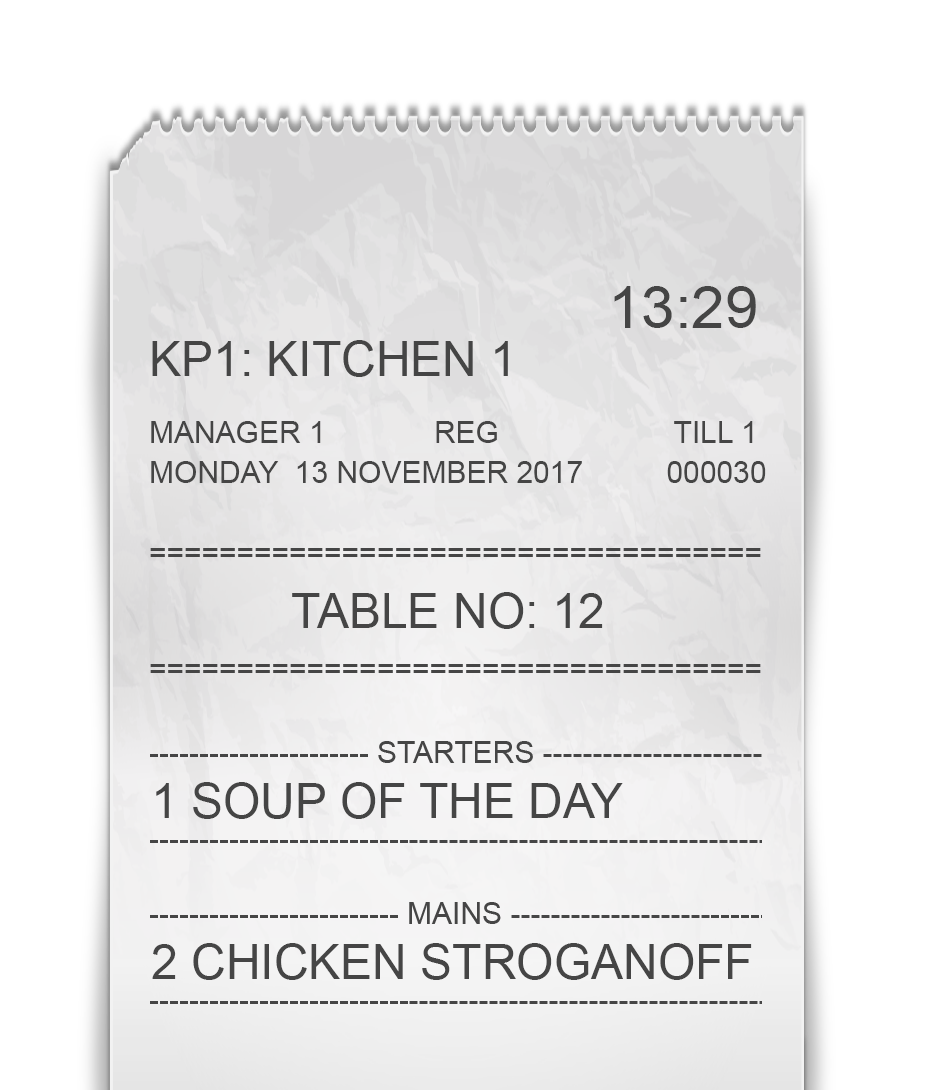 13:29
KP1: KITCHEN 1
MANAGER 1 REG TILL 1
MONDAY 13 NOVEMBER 2017 000030
===================================
TABLE NO: 12
===================================
---------------------- STARTERS ----------------------
1 SOUP OF THE DAY
-------------------------------------------------------------
------------------------- MAINS -------------------------
2 CHICKEN STROGANOFF
-------------------------------------------------------------